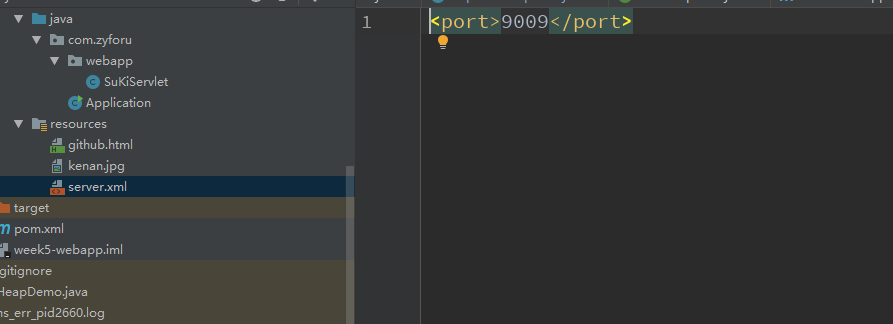 java
com.zyforu
webapp
SuKiServlet
Application
resources
github.html
kenan.jpg
server.xml
target
pom.xml
week5-webapp.iml
gitignore
HeapDemo.java
ns_err_pid2660.log
1 <port>9009</port>